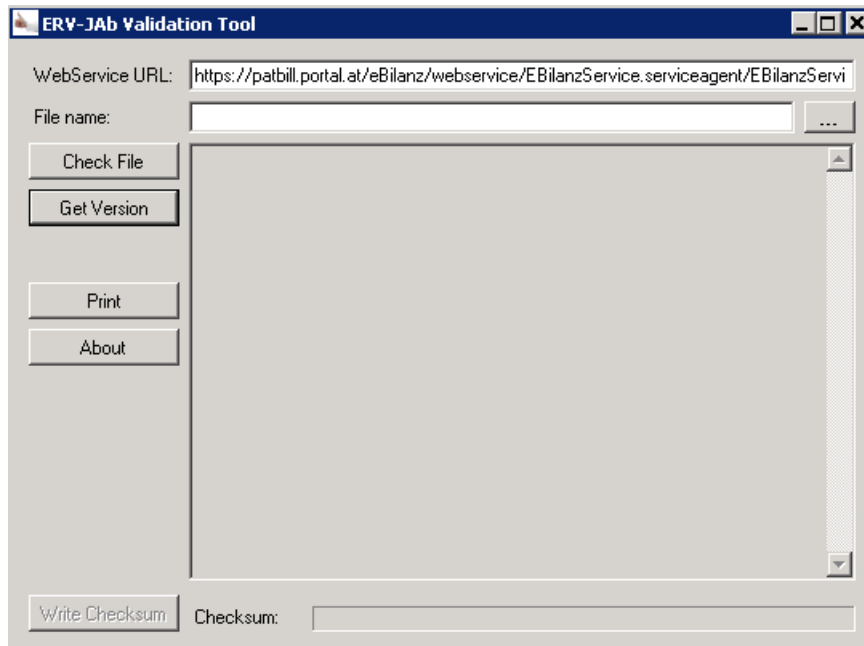 ERV-JAb Validation Tool
WebService URL: https://patbill.portal.at/eBilanz/webservice/EBilanzService.serviceagent/EBilanzServi
File name: ...
Check File
Get Version
Print
About
Write Checksum Checksum: